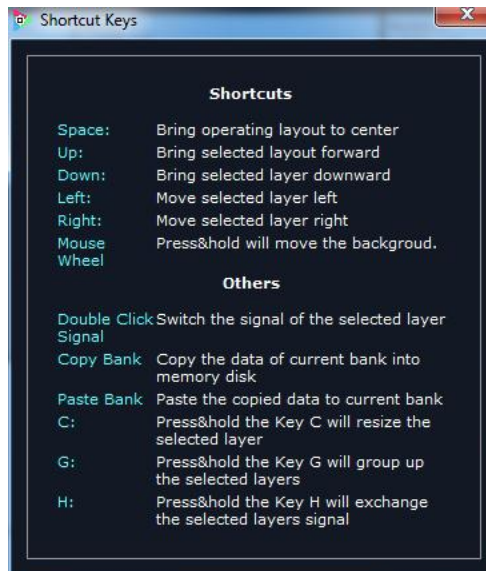 Shortcut Keys
X
Shortcuts
Space: Bring operating layout to center
Up: Bring selected layout forward
Down: Bring selected layer downward
Left: Move selected layer left
Right: Move selected layer right
Mouse Press&hold will move the backgroud.
Wheel
Others
Double Click Switch the signal of the selected layer
Signal
Copy Bank Copy the data of current bank into
memory disk
Paste Bank Paste the copied data to current bank
C: Press&hold the Key C will resize the
selected layer
G: Press&hold the Key G will group up
the selected layers
H: Press&hold the Key H will exchange
the selected layers signal